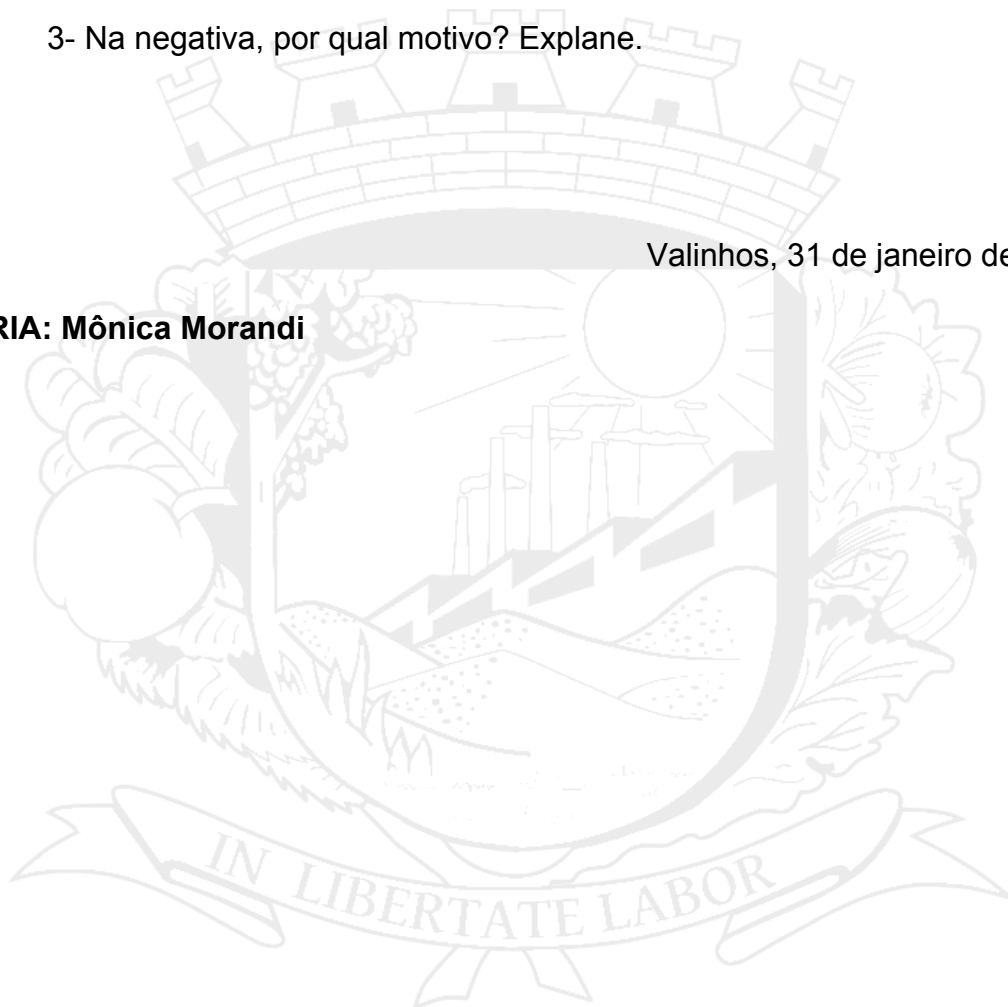 3- Na negativa, por qual motivo? Explane.
Valinhos, 31 de janeiro de
RIA: Mônica Morandi
IN LIBERTATE LABOR